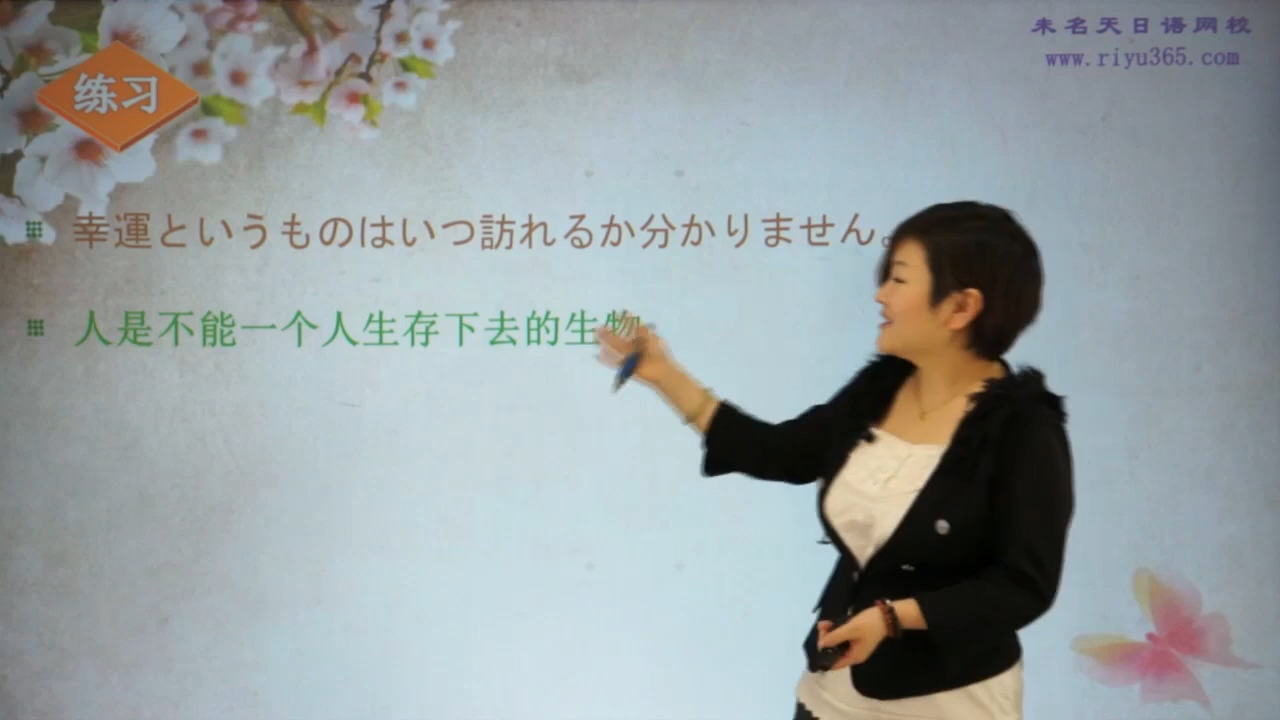 未名天日语网校
www.riyu365.com
练习
幸運というものはいつ訪れるか分かりません。
人是不能一个人生存下去的生物